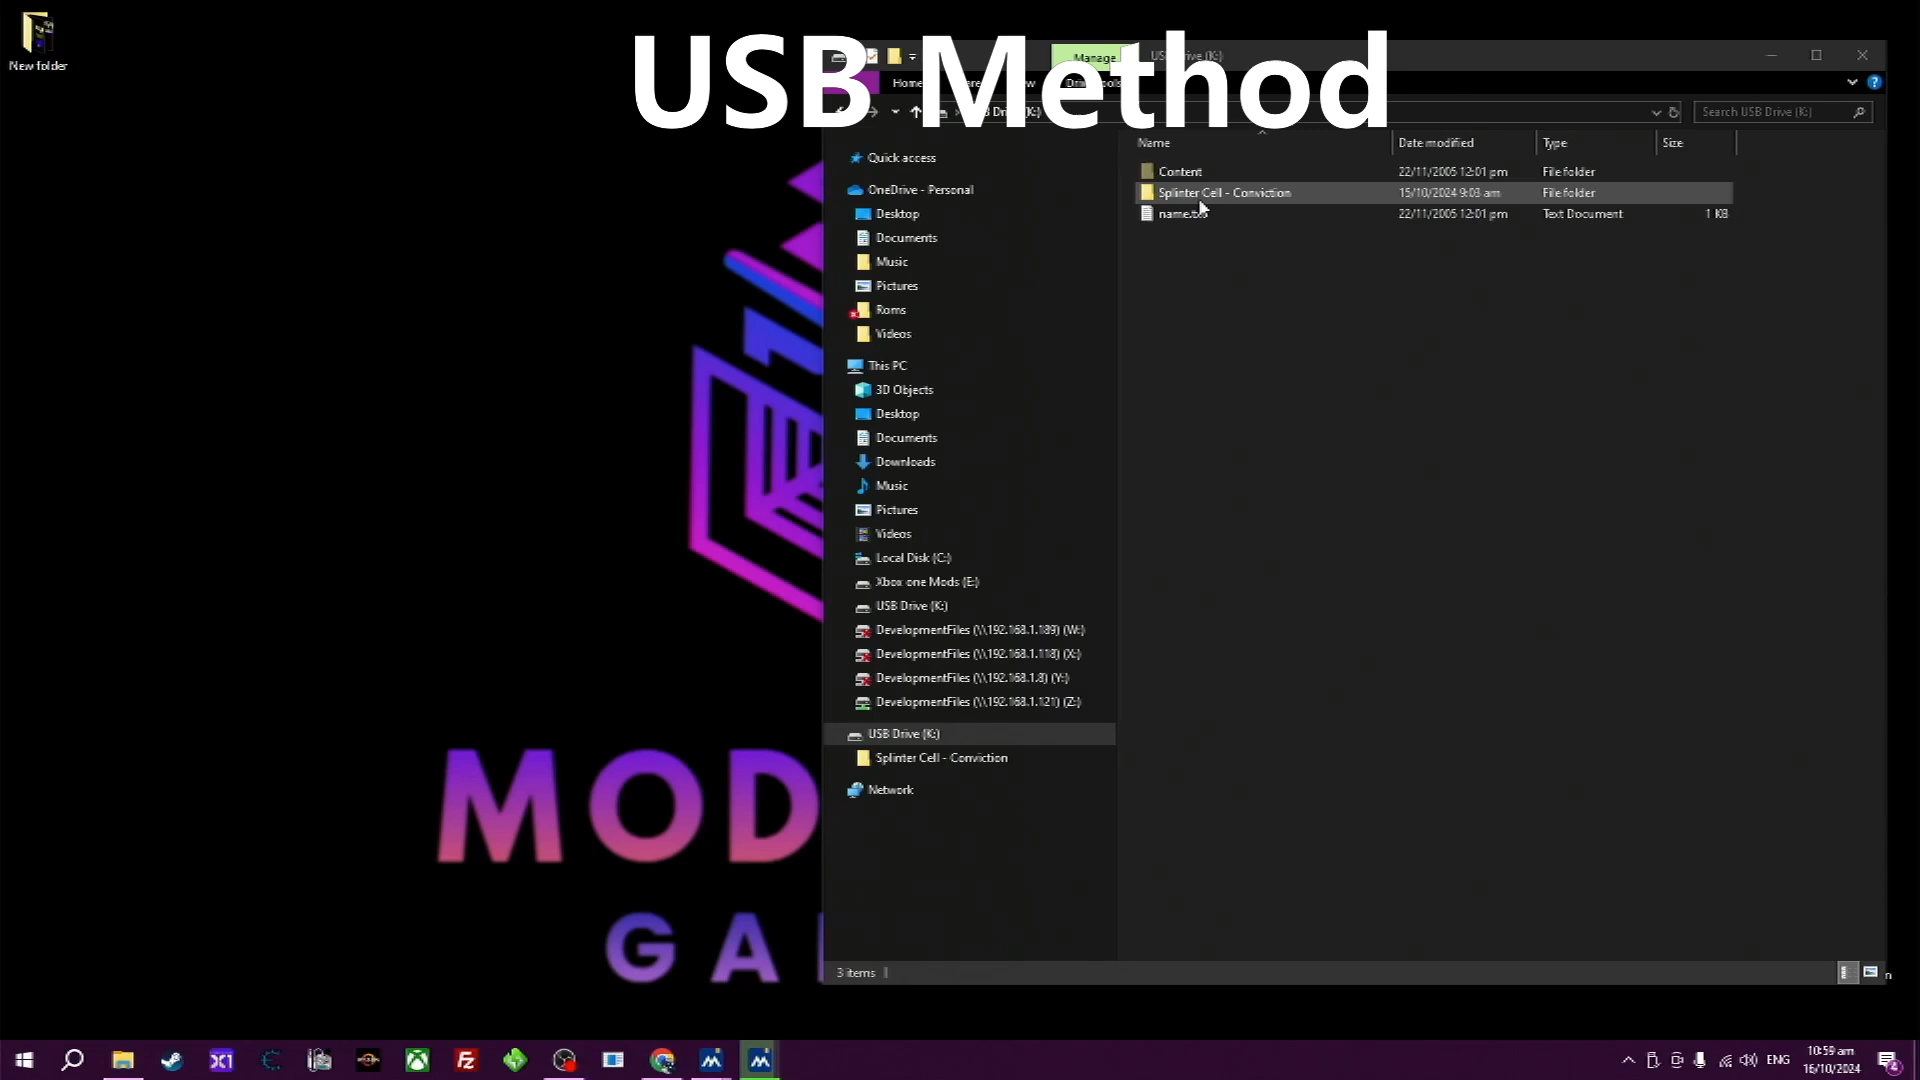 USB Method
New folder
Manage
USB Drive (K:)
Home
Search USB Drive (K:)
Name
Date modified
Type
Size
Content
22/11/2005 12:01 pm
File folder
Splinter Cell - Conviction
15/10/2024 9:03 am
File folder
name.txt
22/11/2005 12:01 pm
Text Document
1 KB
Quick access
OneDrive - Personal
Desktop
Documents
Music
Pictures
Roms
Videos
This PC
3D Objects
Desktop
Documents
Downloads
Music
Pictures
Videos
Local Disk (C:)
Xbox one Mods (E:)
USB Drive (K:)
DevelopmentFiles (\\192.168.1.189) (W:)
DevelopmentFiles (\\192.168.1.118) (X:)
DevelopmentFiles (\\192.168.1.8) (Y:)
DevelopmentFiles (\\192.168.1.121) (Z:)
USB Drive (K:)
Splinter Cell - Conviction
Network
MOD
GA
3 items
ENG
10:59 am
16/10/2024